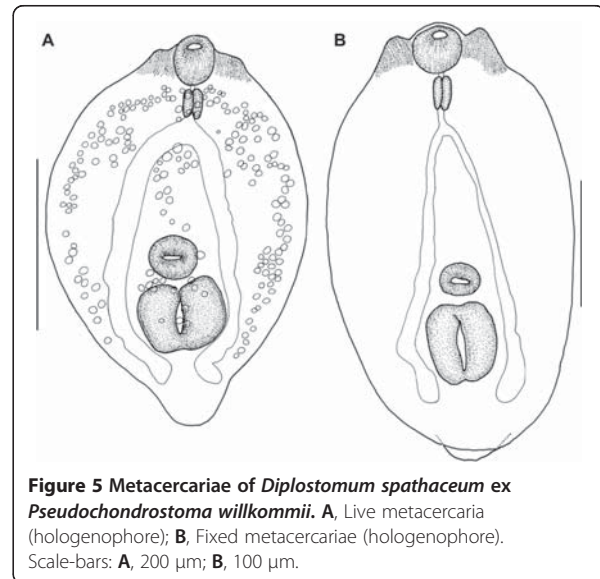 A
B
Figure 5 Metacercariae of Diplostomum spathaceum ex
Pseudochondrostoma willkommii. A, Live metacercaria
(hologenophore); B, Fixed metacercariae (hologenophore).
Scale-bars: A, 200 μm; B, 100 μm.